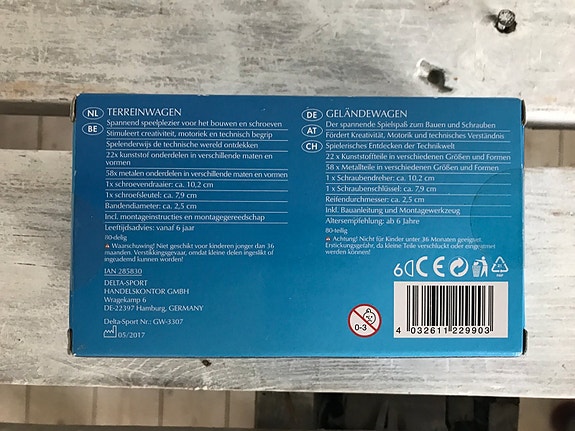 NL
BE
TERREINWAGEN
Spannend speelplezier voor het bouwen en schroeven
Stimuleert creativiteit, motoriek en technisch begrip
Spelenderwijs de technische wereld ontdekken
22x kunststof onderdelen in verschillende maten en
vormen
58x metalen onderdelen in verschillende maten en vormen
1x schroevendraaier: ca. 10,2 cm
1x schroefsleutel: ca. 7,9 cm
Bandendiameter: ca. 2,5 cm
Incl. montageinstructies en montagegereedschap
Leeftijdsadvies: vanaf 6 jaar
80-delig
Waarschuwing! Niet geschikt voor kinderen jonger dan 36
maanden. Verstikkingsgevaar, omdat kleine delen ingeslikt of
ingeademd kunnen worden!
IAN 285830
DELTA-SPORT
HANDELSKONTOR GMBH
Wragekamp 6
DE-22397 Hamburg, GERMANY
Delta-Sport Nr.: GW-3307
05/2017
DE
AT
CH
GELÄNDEWAGEN
Der spannende Spielspaß zum Bauen und Schrauben
Fördert Kreativität, Motorik und technisches Verständnis
Spielerisches Entdecken der Technikwelt
22 x Kunststoffteile in verschiedenen Größen und Formen
58 x Metallteile in verschiedenen Größen und Formen
1 x Schraubendreher: ca. 10,2 cm
1 x Schraubenschlüssel: ca. 7,9 cm
Reifendurchmesser: ca. 2,5 cm
Inkl. Bauanleitung und Montagewerkzeug
Altersempfehlung: ab 6 Jahre
80-teilig
Achtung! Nicht für Kinder unter 36 Monaten geeignet.
Erstickungsgefahr, da kleine Teile verschluckt oder eingeatmet
werden können!
6 CE
PAP
0-3
4 032611 229903